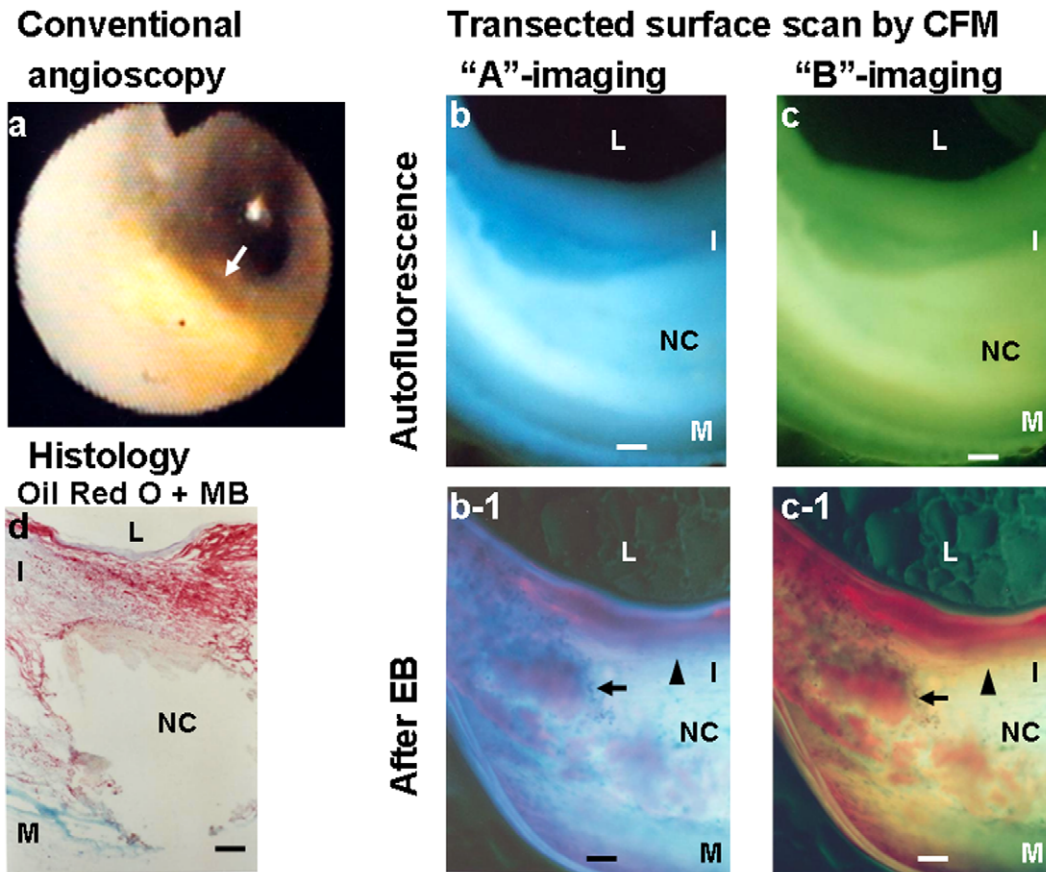 Conventional
angioscopy
Transected surface scan by CFM
“A”-imaging
“B”-imaging
a
Autofluorescence
b
L
I
NC
M
c
L
I
NC
M
Histology
Oil Red O + MB
d
L
I
NC
M
After EB
b-1
L
I
NC
M
c-1
L
I
NC
M